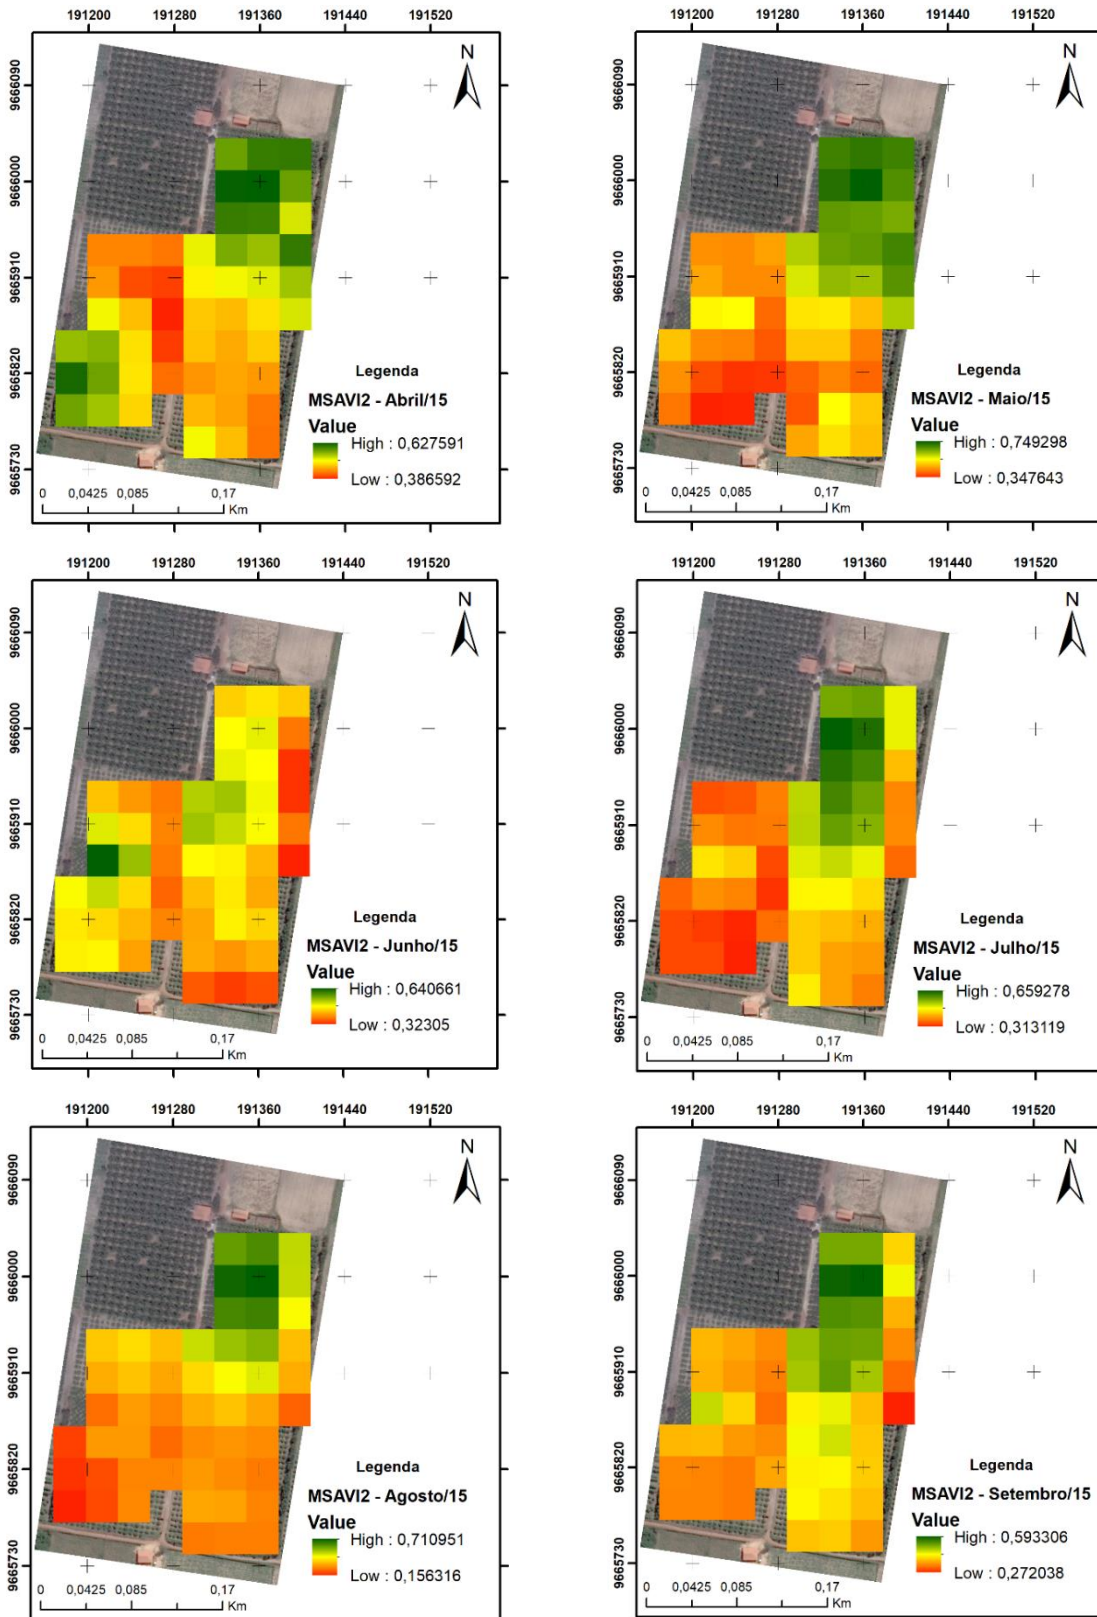 191200 191280 191360 191440 191520
N
9666090
9666000
9665910
9665820
9665730
Legenda
MSAVI2 - Abril/15
Value
High : 0,627591
Low : 0,386592
0 0,0425 0,085 0,17
Km
191200 191280 191360 191440 191520
N
9666090
9666000
9665910
9665820
9665730
Legenda
MSAVI2 - Maio/15
Value
High : 0,749298
Low : 0,347643
0 0,0425 0,085 0,17
Km
191200 191280 191360 191440 191520
N
9666090
9666000
9665910
9665820
9665730
Legenda
MSAVI2 - Junho/15
Value
High : 0,640661
Low : 0,32305
0 0,0425 0,085 0,17
Km
191200 191280 191360 191440 191520
N
9666090
9666000
9665910
9665820
9665730
Legenda
MSAVI2 - Julho/15
Value
High : 0,659278
Low : 0,313119
0 0,0425 0,085 0,17
Km
191200 191280 191360 191440 191520
N
9666090
9666000
9665910
9665820
9665730
Legenda
MSAVI2 - Agosto/15
Value
High : 0,710951
Low : 0,156316
0 0,0425 0,085 0,17
Km
191200 191280 191360 191440 191520
N
9666090
9666000
9665910
9665820
9665730
Legenda
MSAVI2 - Setembro/15
Value
High : 0,593306
Low : 0,272038
0 0,0425 0,085 0,17
Km